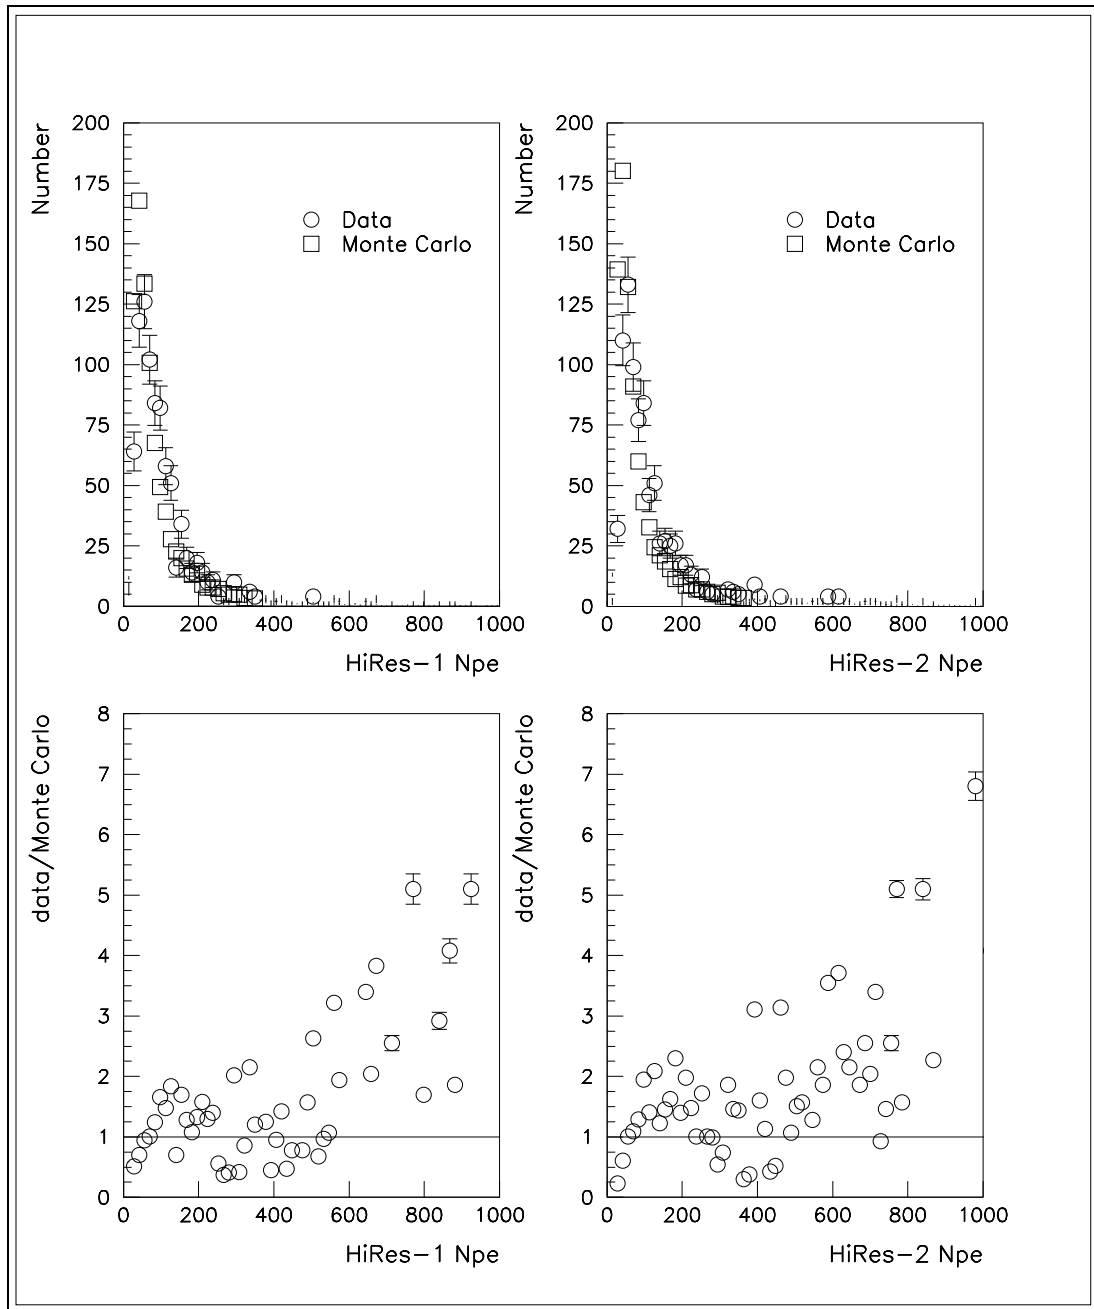 Number
200
175
150
125
100
75
50
25
0
Data
Monte Carlo
0 200 400 600 800 1000
HiRes-1 Npe
Number
200
175
150
125
100
75
50
25
0
Data
Monte Carlo
0 200 400 600 800 1000
HiRes-2 Npe
data/Monte Carlo
8
7
6
5
4
3
2
1
0
0 200 400 600 800 1000
HiRes-1 Npe
data/Monte Carlo
8
7
6
5
4
3
2
1
0
0 200 400 600 800 1000
HiRes-2 Npe